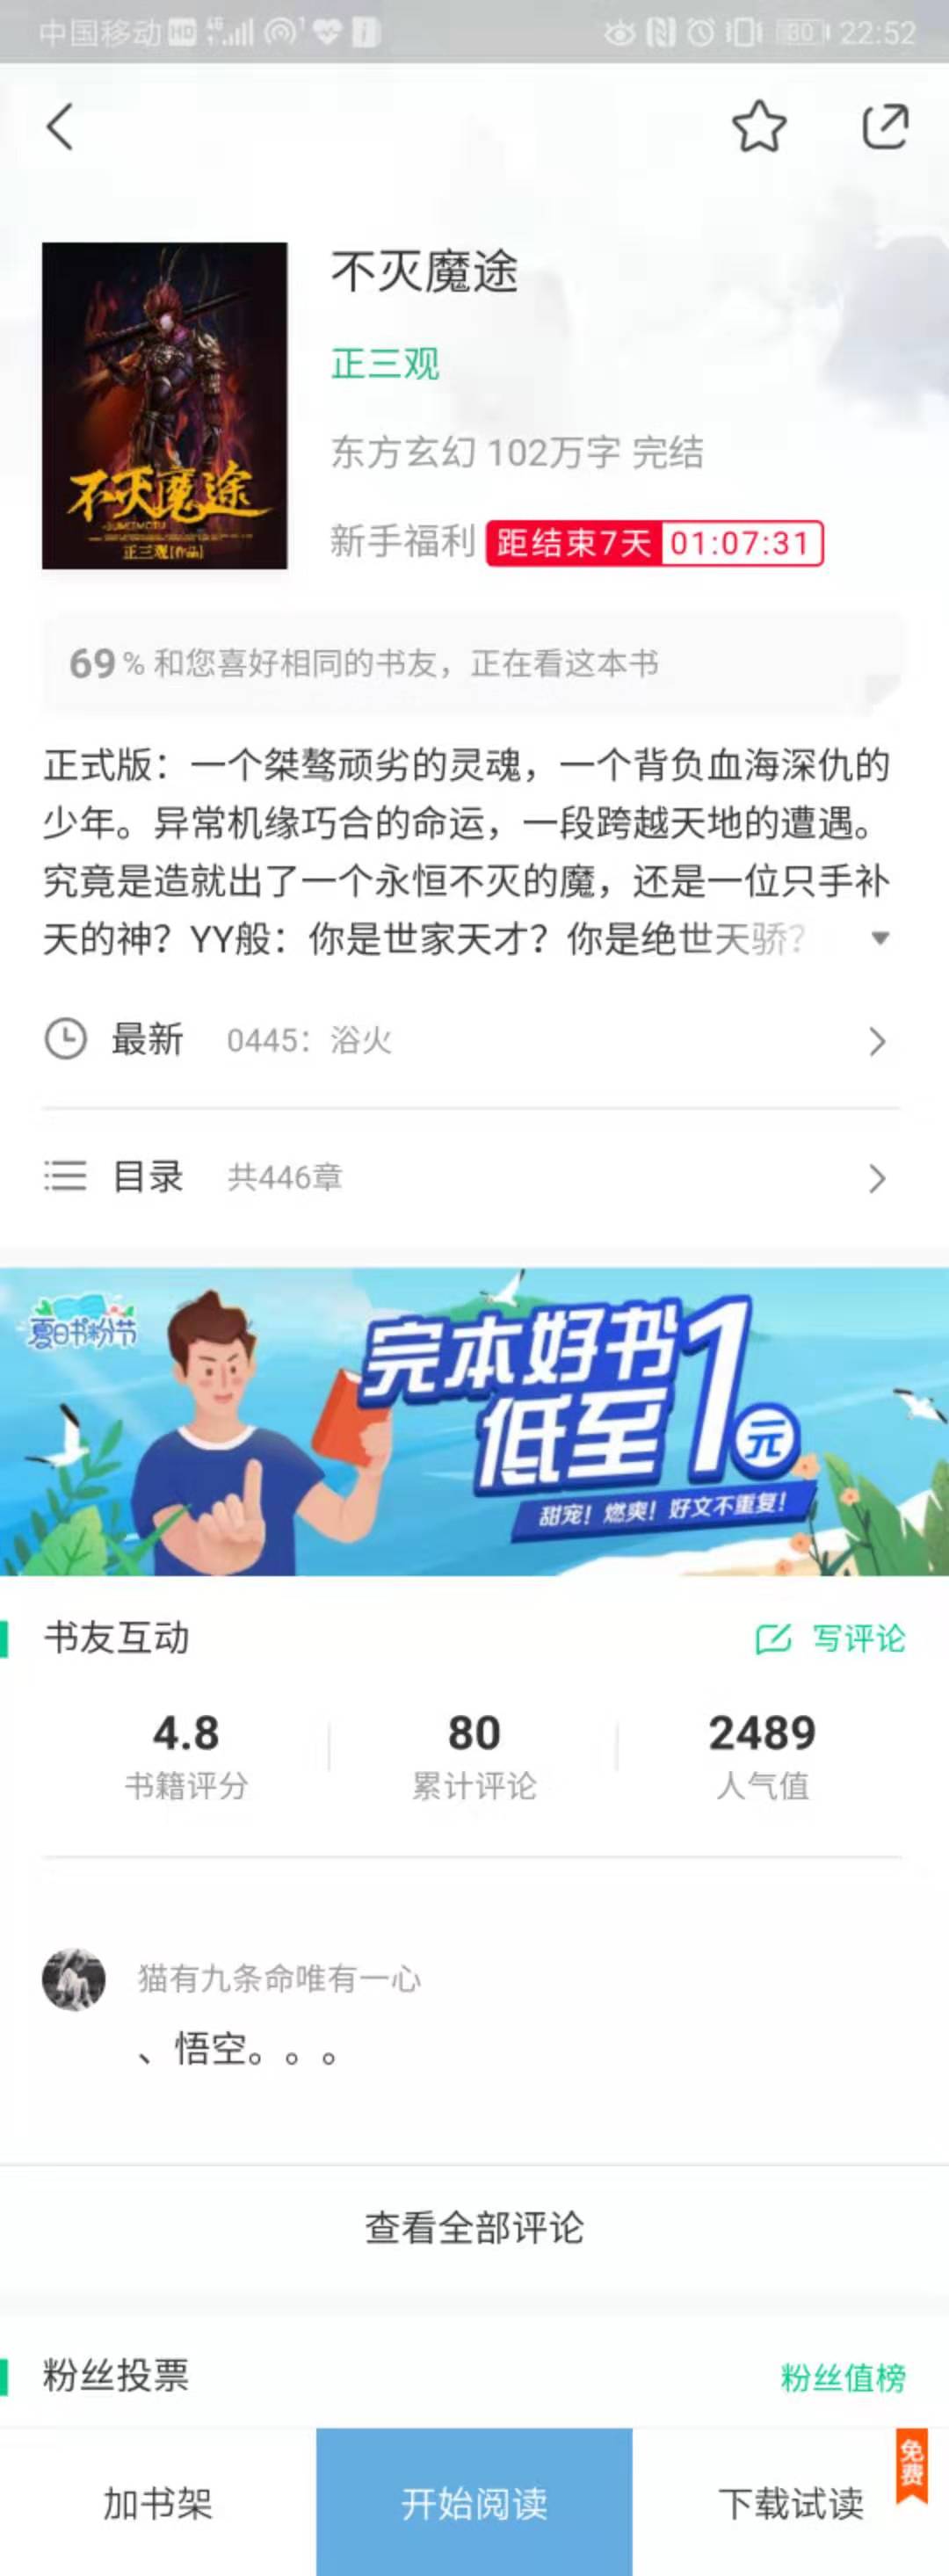 中国移动 HD 4G 22:52
80
不灭魔途
正三观
东方玄幻 102万字 完结
新手福利 距结束7天 01:07:31
不灭魔途
正三观[作品]
69% 和您喜好相同的书友，正在看这本书
正式版：一个桀骜顽劣的灵魂，一个背负血海深仇的
少年。异常机缘巧合的命运，一段跨越天地的遭遇。
究竟是造就出了一个永恒不灭的魔，还是一位只手补
天的神？YY般：你是世家天才？你是绝世天骄？
最新 0445：浴火
目录 共446章
夏日书粉节
完本好书
低至1元
甜宠！燃爽！好文不重复！
书友互动 写评论
4.8 80 2489
书籍评分 累计评论 人气值
猫有九条命唯有一心
、悟空。。。
查看全部评论
粉丝投票 粉丝值榜
加书架 开始阅读 下载试读 免费